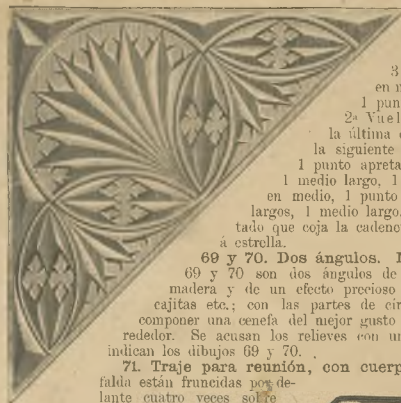 3
en m
1 pun
2ª Vuel
la última c
la siguiente
1 punto apreta
1 medio largo, 1
en medio, 1 punto
largos, 1 medio largo,
tado que coja la cadene
á estrella.
69 y 70. Dos ángulos.
69 y 70 son dos ángulos de
madera y de un efecto precioso
cajitas etc.; con las partes de cír
componer una cenefa del mejor gusto
rededor. Se acusan los relieves con un
indican los dibujos 69 y 70.
71. Traje para reunión, con cuerp
falda están fruncidas por de-
lante cuatro veces sobre